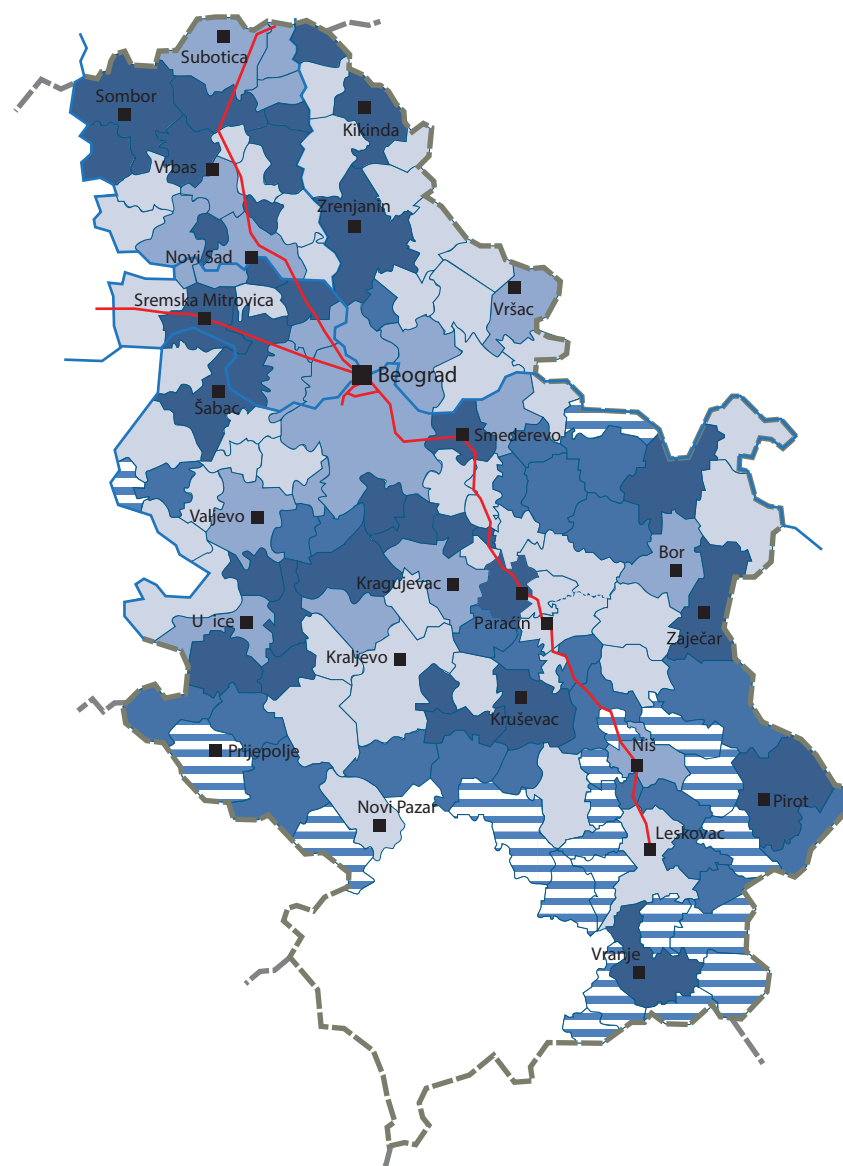 Subotica
Sombor
Kikinda
Vrbas
Zrenjanin
Novi Sad
Sremska Mitrovica
Vršac
Beograd
Šabac
Smederevo
Valjevo
Bor
Kragujevac
U ice
Paraćin
Zaječar
Kraljevo
Kruševac
Niš
Prijepolje
Pirot
Novi Pazar
Leskovac
Vranje